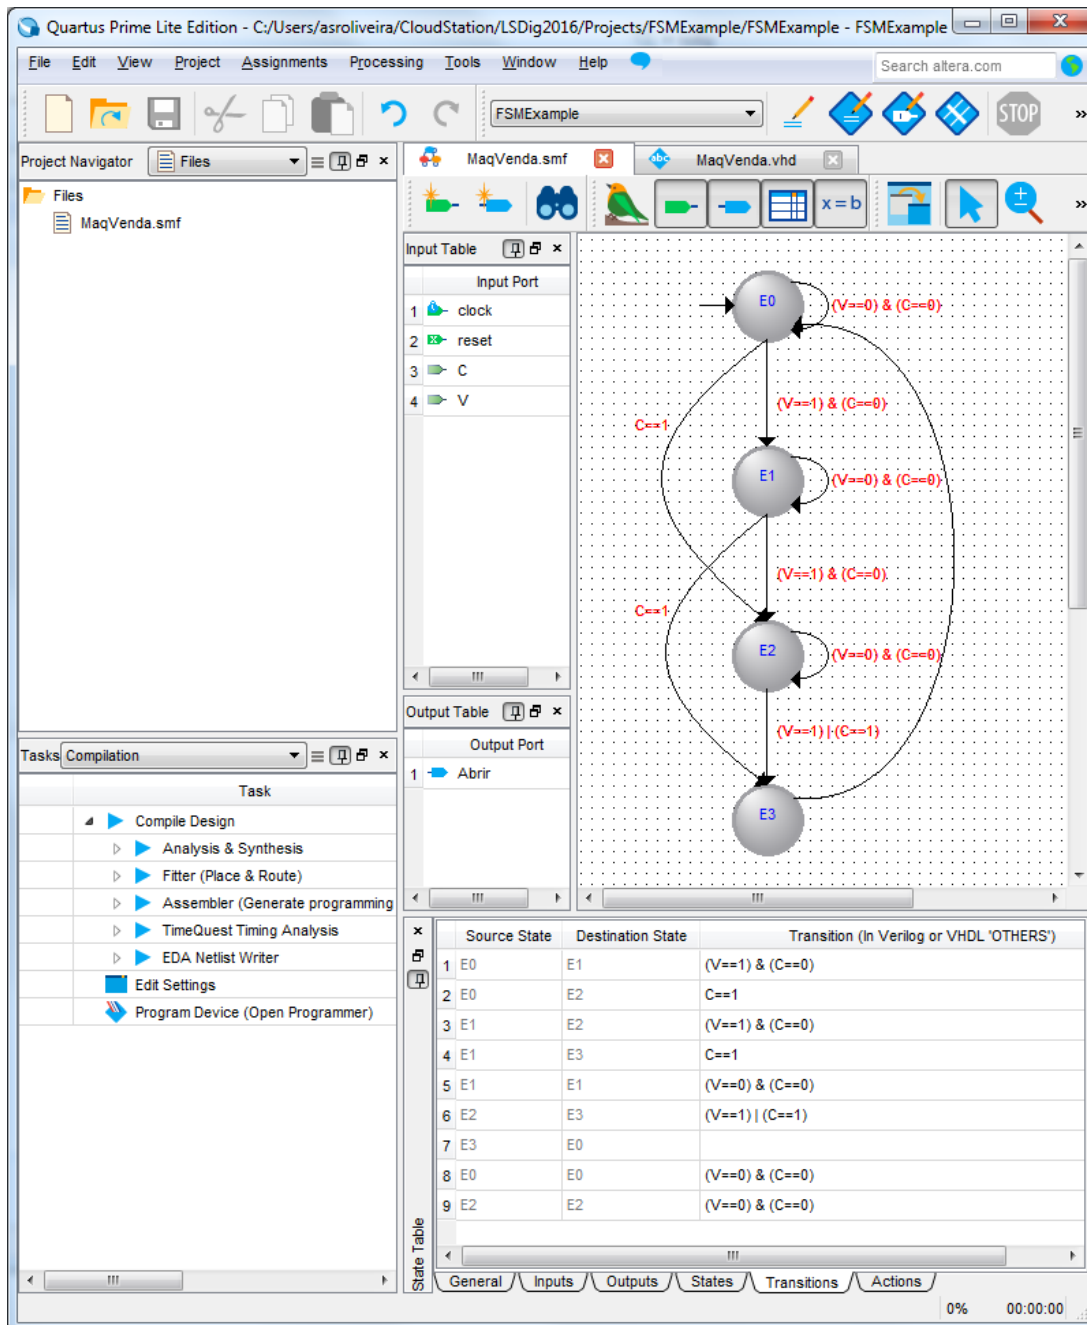 Quartus Prime Lite Edition - C:/Users/asroliveira/CloudStation/LSDig2016/Projects/FSMExample/FSMExample - FSMExample
File Edit View Project Assignments Processing Tools Window Help Search altera.com
FSMExample STOP »
Project Navigator Files
Files
MaqVenda.smf
MaqVenda.smf abc MaqVenda.vhd
x=b »
Input Table
Input Port
1 clock
2 reset
3 C
4 V
Output Table
Output Port
1 Abrir
E0
(V==0) & (C==0)
(V==1) & (C==0)
C==1
E1
(V==0) & (C==0)
(V==1) & (C==0)
C==1
E2
(V==0) & (C==0)
(V==1) | (C==1)
E3
Tasks Compilation
Task
Compile Design
Analysis & Synthesis
Fitter (Place & Route)
Assembler (Generate programming
TimeQuest Timing Analysis
EDA Netlist Writer
Edit Settings
Program Device (Open Programmer)
State Table
Source State Destination State Transition (In Verilog or VHDL 'OTHERS')
1 E0 E1 (V==1) & (C==0)
2 E0 E2 C==1
3 E1 E2 (V==1) & (C==0)
4 E1 E3 C==1
5 E1 E1 (V==0) & (C==0)
6 E2 E3 (V==1) | (C==1)
7 E3 E0
8 E0 E0 (V==0) & (C==0)
9 E2 E2 (V==0) & (C==0)
General Inputs Outputs States Transitions Actions
0% 00:00:00